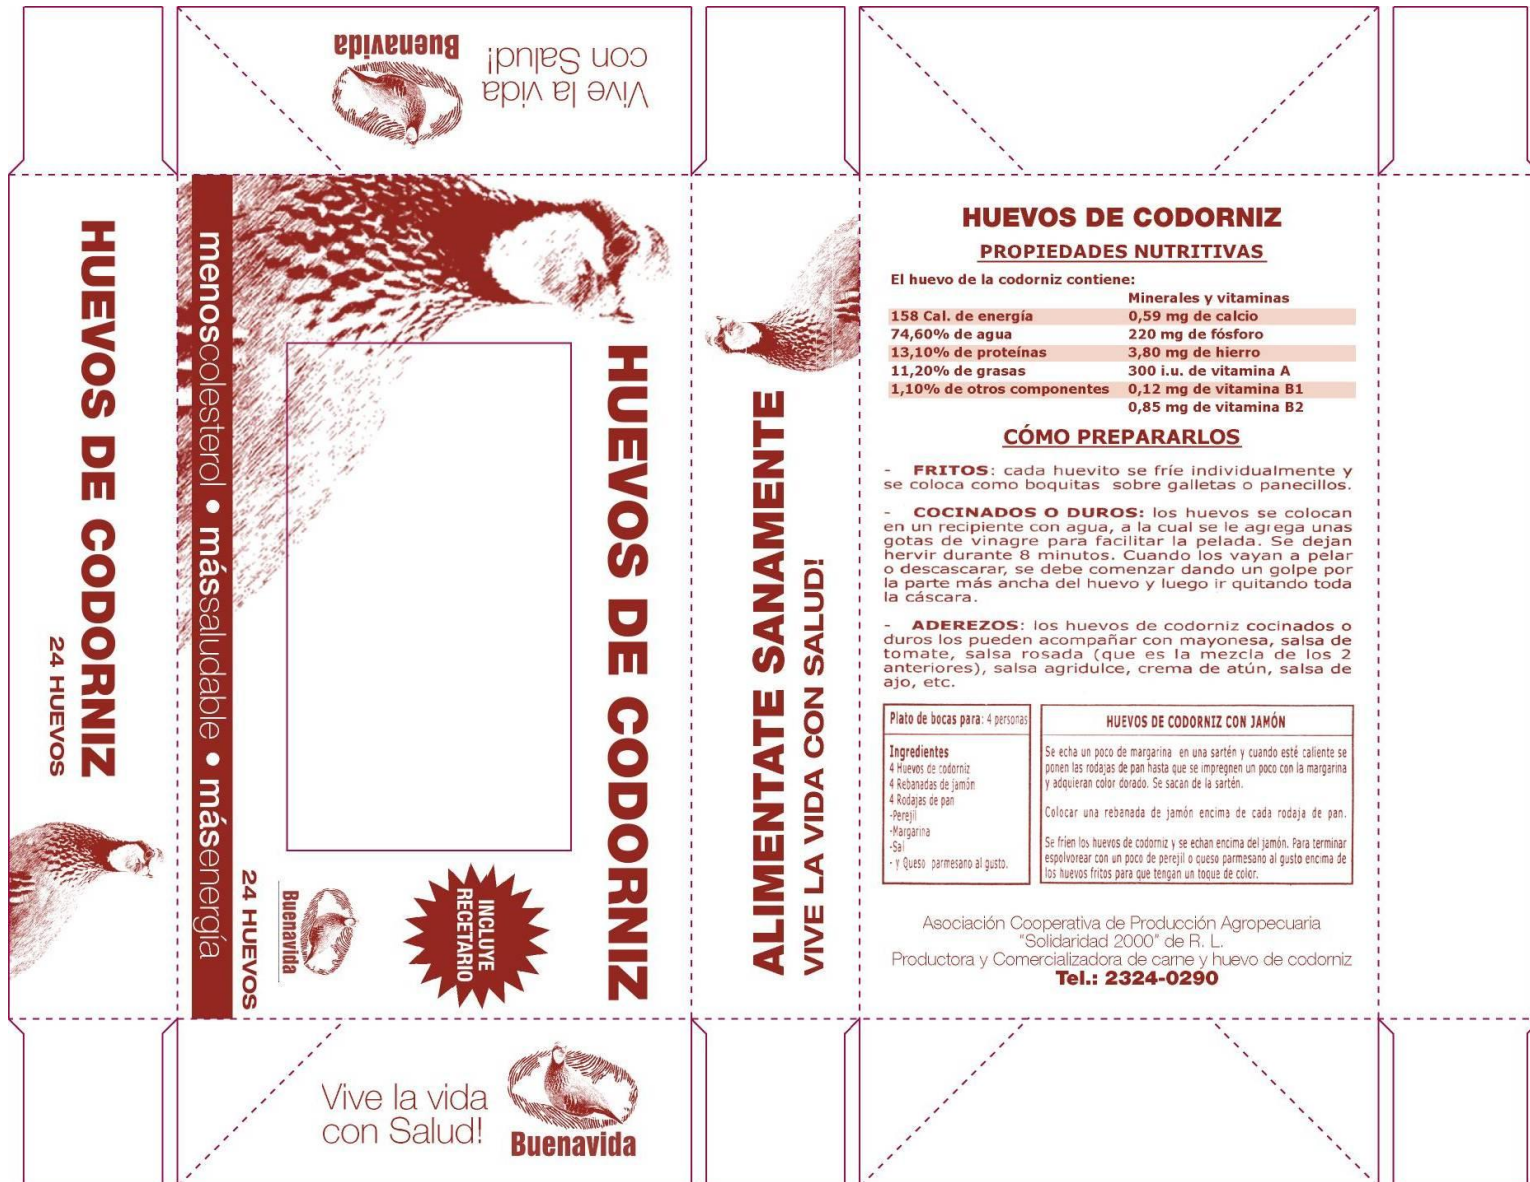 Buenavida
Vive la vida
con Salud!
HUEVOS DE CODORNIZ
24 HUEVOS
menoscolesterol • mássaludable • másenergía
HUEVOS DE CODORNIZ
24 HUEVOS
Buenavida
INCLUYE
RECETARIO
ALIMENTATE SANAMENTE
VIVE LA VIDA CON SALUD!
HUEVOS DE CODORNIZ
PROPIEDADES NUTRITIVAS
El huevo de la codorniz contiene:
Minerales y vitaminas
158 Cal. de energía 0,59 mg de calcio
74,60% de agua 220 mg de fósforo
13,10% de proteínas 3,80 mg de hierro
11,20% de grasas 300 i.u. de vitamina A
1,10% de otros componentes 0,12 mg de vitamina B1
0,85 mg de vitamina B2
CÓMO PREPARARLOS
- FRITOS: cada huevito se fríe individualmente y
se coloca como boquitas sobre galletas o panecillos.
- COCINADOS O DUROS: los huevos se colocan
en un recipiente con agua, a la cual se le agrega unas
gotas de vinagre para facilitar la pelada. Se dejan
hervir durante 8 minutos. Cuando los vayan a pelar
o descascarar, se debe comenzar dando un golpe por
la parte más ancha del huevo y luego ir quitando toda
la cáscara.
- ADEREZOS: los huevos de codorniz cocinados o
duros los pueden acompañar con mayonesa, salsa de
tomate, salsa rosada (que es la mezcla de los 2
anteriores), salsa agridulce, crema de atún, salsa de
ajo, etc.
Plato de bocas para: 4 personas
Ingredientes
4 Huevos de codorniz
4 Rebanadas de jamón
4 Rodajas de pan
-Perejil
-Margarina
-Sal
- y Queso parmesano al gusto.
HUEVOS DE CODORNIZ CON JAMÓN
Se echa un poco de margarina en una sartén y cuando esté caliente se
ponen las rodajas de pan hasta que se impregnen un poco con la margarina
y adquieran color dorado. Se sacan de la sartén.
Colocar una rebanada de jamón encima de cada rodaja de pan.
Se fríen los huevos de codorniz y se echan encima del jamón. Para terminar
espolvorear con un poco de perejil o queso parmesano al gusto encima de
los huevos fritos para que tengan un toque de color.
Asociación Cooperativa de Producción Agropecuaria
"Solidaridad 2000" de R. L.
Productora y Comercializadora de carne y huevo de codorniz
Tel.: 2324-0290
Vive la vida
con Salud!
Buenavida